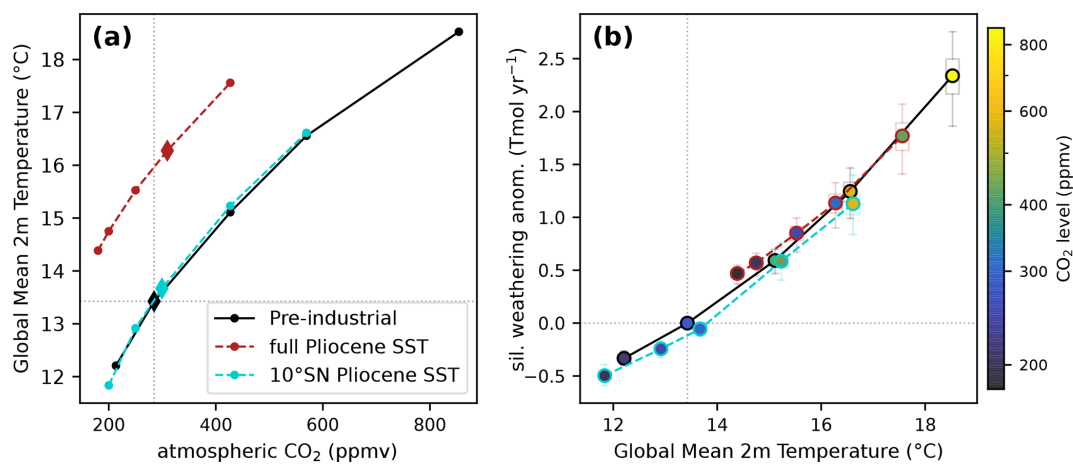 (a)
Global Mean 2m Temperature (°C)
18
17
16
15
14
13
12
200
400
600
800
atmospheric CO₂ (ppmv)
Pre-industrial
full Pliocene SST
10°SN Pliocene SST
(b)
sil. weathering anom. (Tmol yr⁻¹)
2.5
2.0
1.5
1.0
0.5
0.0
−0.5
12
14
16
18
Global Mean 2m Temperature (°C)
800
600
400
300
200
CO₂ level (ppmv)